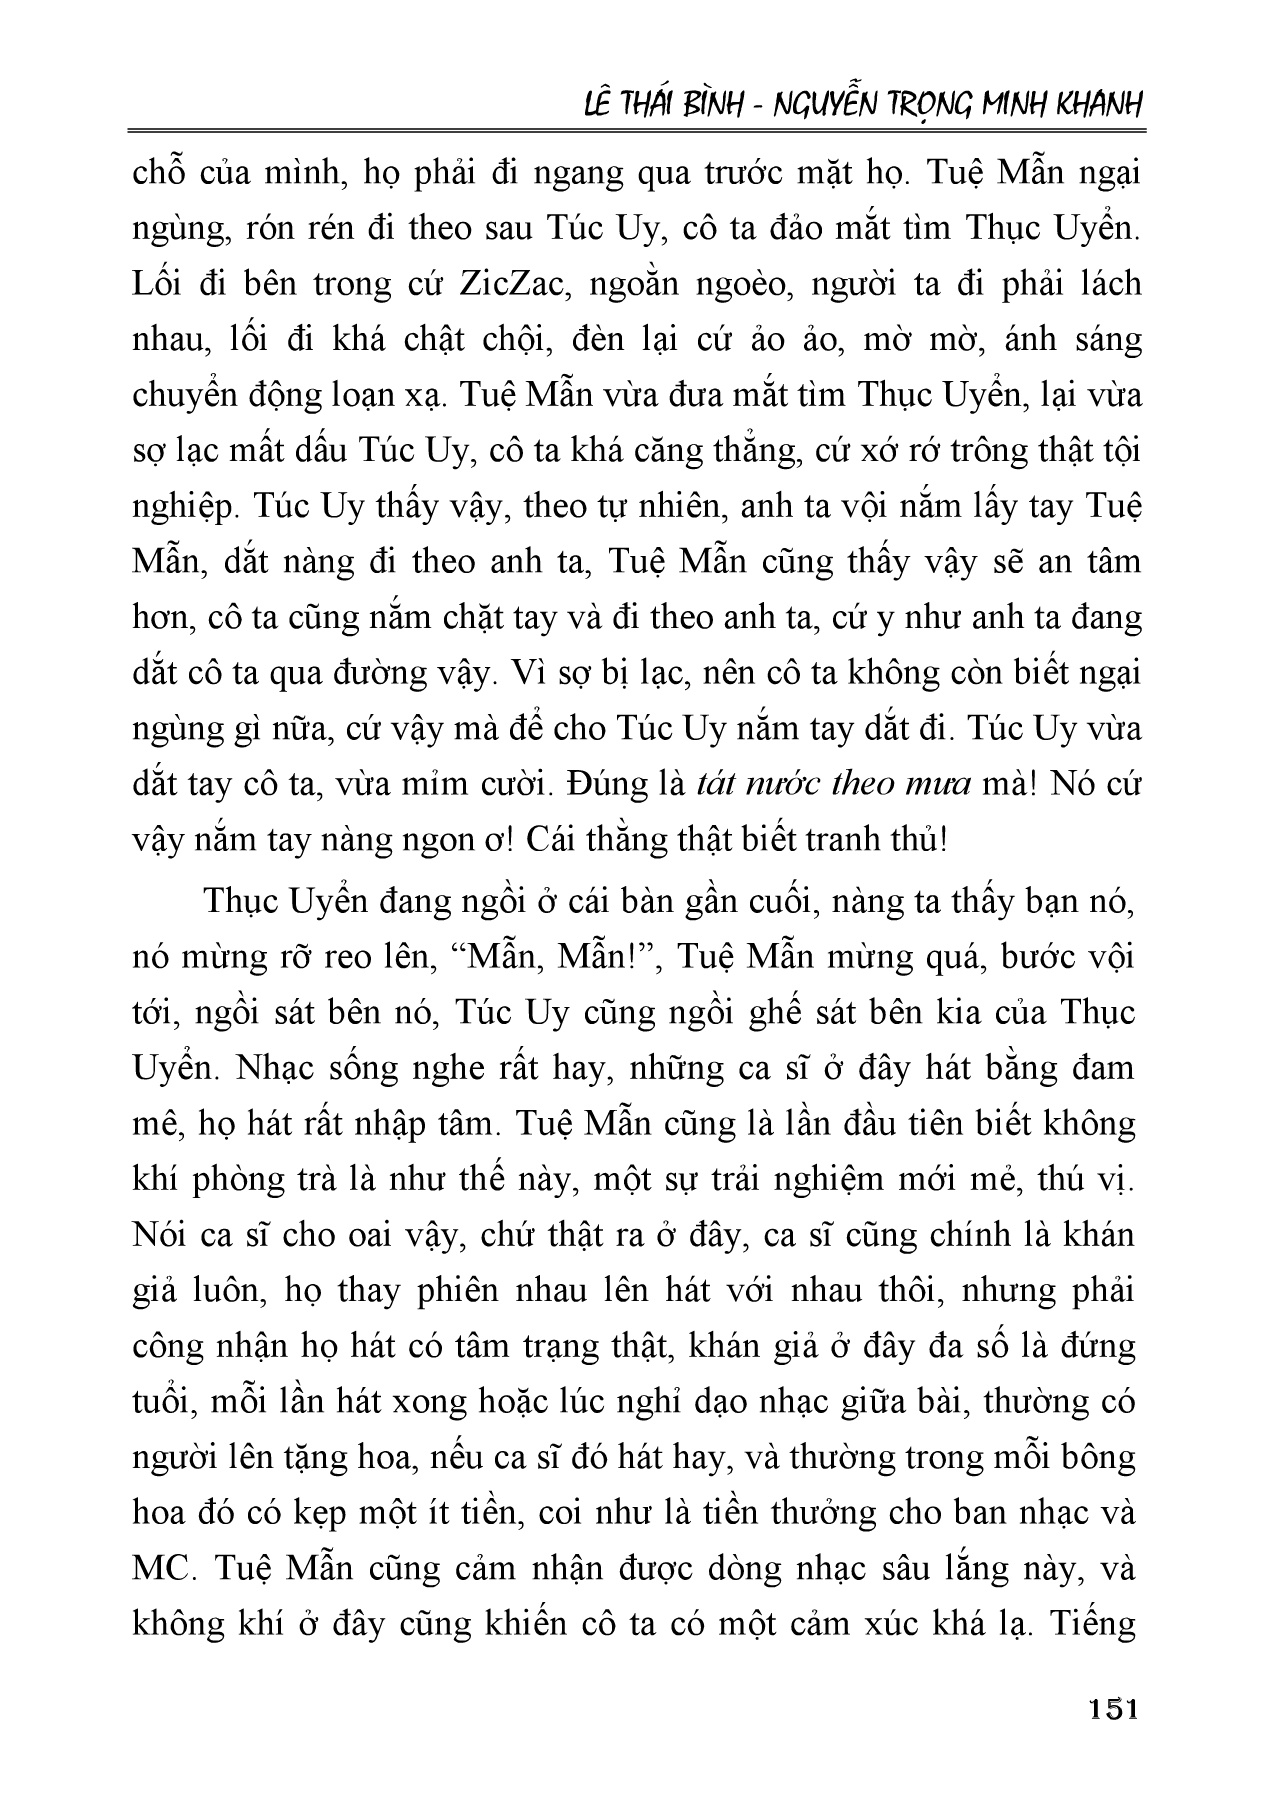 LÊ THÁI BÌNH - NGUYỄN TRỌNG MINH KHANH
chỗ của mình, họ phải đi ngang qua trước mặt họ. Tuệ Mẫn ngại
ngùng, rón rén đi theo sau Túc Uy, cô ta đảo mắt tìm Thục Uyển.
Lối đi bên trong cứ ZicZac, ngoằn ngoèo, người ta đi phải lách
nhau, lối đi khá chật chội, đèn lại cứ ảo ảo, mờ mờ, ánh sáng
chuyển động loạn xạ. Tuệ Mẫn vừa đưa mắt tìm Thục Uyển, lại vừa
sợ lạc mất dấu Túc Uy, cô ta khá căng thẳng, cứ xớ rớ trông thật tội
nghiệp. Túc Uy thấy vậy, theo tự nhiên, anh ta vội nắm lấy tay Tuệ
Mẫn, dắt nàng đi theo anh ta, Tuệ Mẫn cũng thấy vậy sẽ an tâm
hơn, cô ta cũng nắm chặt tay và đi theo anh ta, cứ y như anh ta đang
dắt cô ta qua đường vậy. Vì sợ bị lạc, nên cô ta không còn biết ngại
ngùng gì nữa, cứ vậy mà để cho Túc Uy nắm tay dắt đi. Túc Uy vừa
dắt tay cô ta, vừa mỉm cười. Đúng là tát nước theo mưa mà! Nó cứ
vậy nắm tay nàng ngon ơ! Cái thằng thật biết tranh thủ!
Thục Uyển đang ngồi ở cái bàn gần cuối, nàng ta thấy bạn nó,
nó mừng rỡ reo lên, “Mẫn, Mẫn!”, Tuệ Mẫn mừng quá, bước vội
tới, ngồi sát bên nó, Túc Uy cũng ngồi ghế sát bên kia của Thục
Uyển. Nhạc sống nghe rất hay, những ca sĩ ở đây hát bằng đam
mê, họ hát rất nhập tâm. Tuệ Mẫn cũng là lần đầu tiên biết không
khí phòng trà là như thế này, một sự trải nghiệm mới mẻ, thú vị.
Nói ca sĩ cho oai vậy, chứ thật ra ở đây, ca sĩ cũng chính là khán
giả luôn, họ thay phiên nhau lên hát với nhau thôi, nhưng phải
công nhận họ hát có tâm trạng thật, khán giả ở đây đa số là đứng
tuổi, mỗi lần hát xong hoặc lúc nghỉ dạo nhạc giữa bài, thường có
người lên tặng hoa, nếu ca sĩ đó hát hay, và thường trong mỗi bông
hoa đó có kẹp một ít tiền, coi như là tiền thưởng cho ban nhạc và
MC. Tuệ Mẫn cũng cảm nhận được dòng nhạc sâu lắng này, và
không khí ở đây cũng khiến cô ta có một cảm xúc khá lạ. Tiếng
151